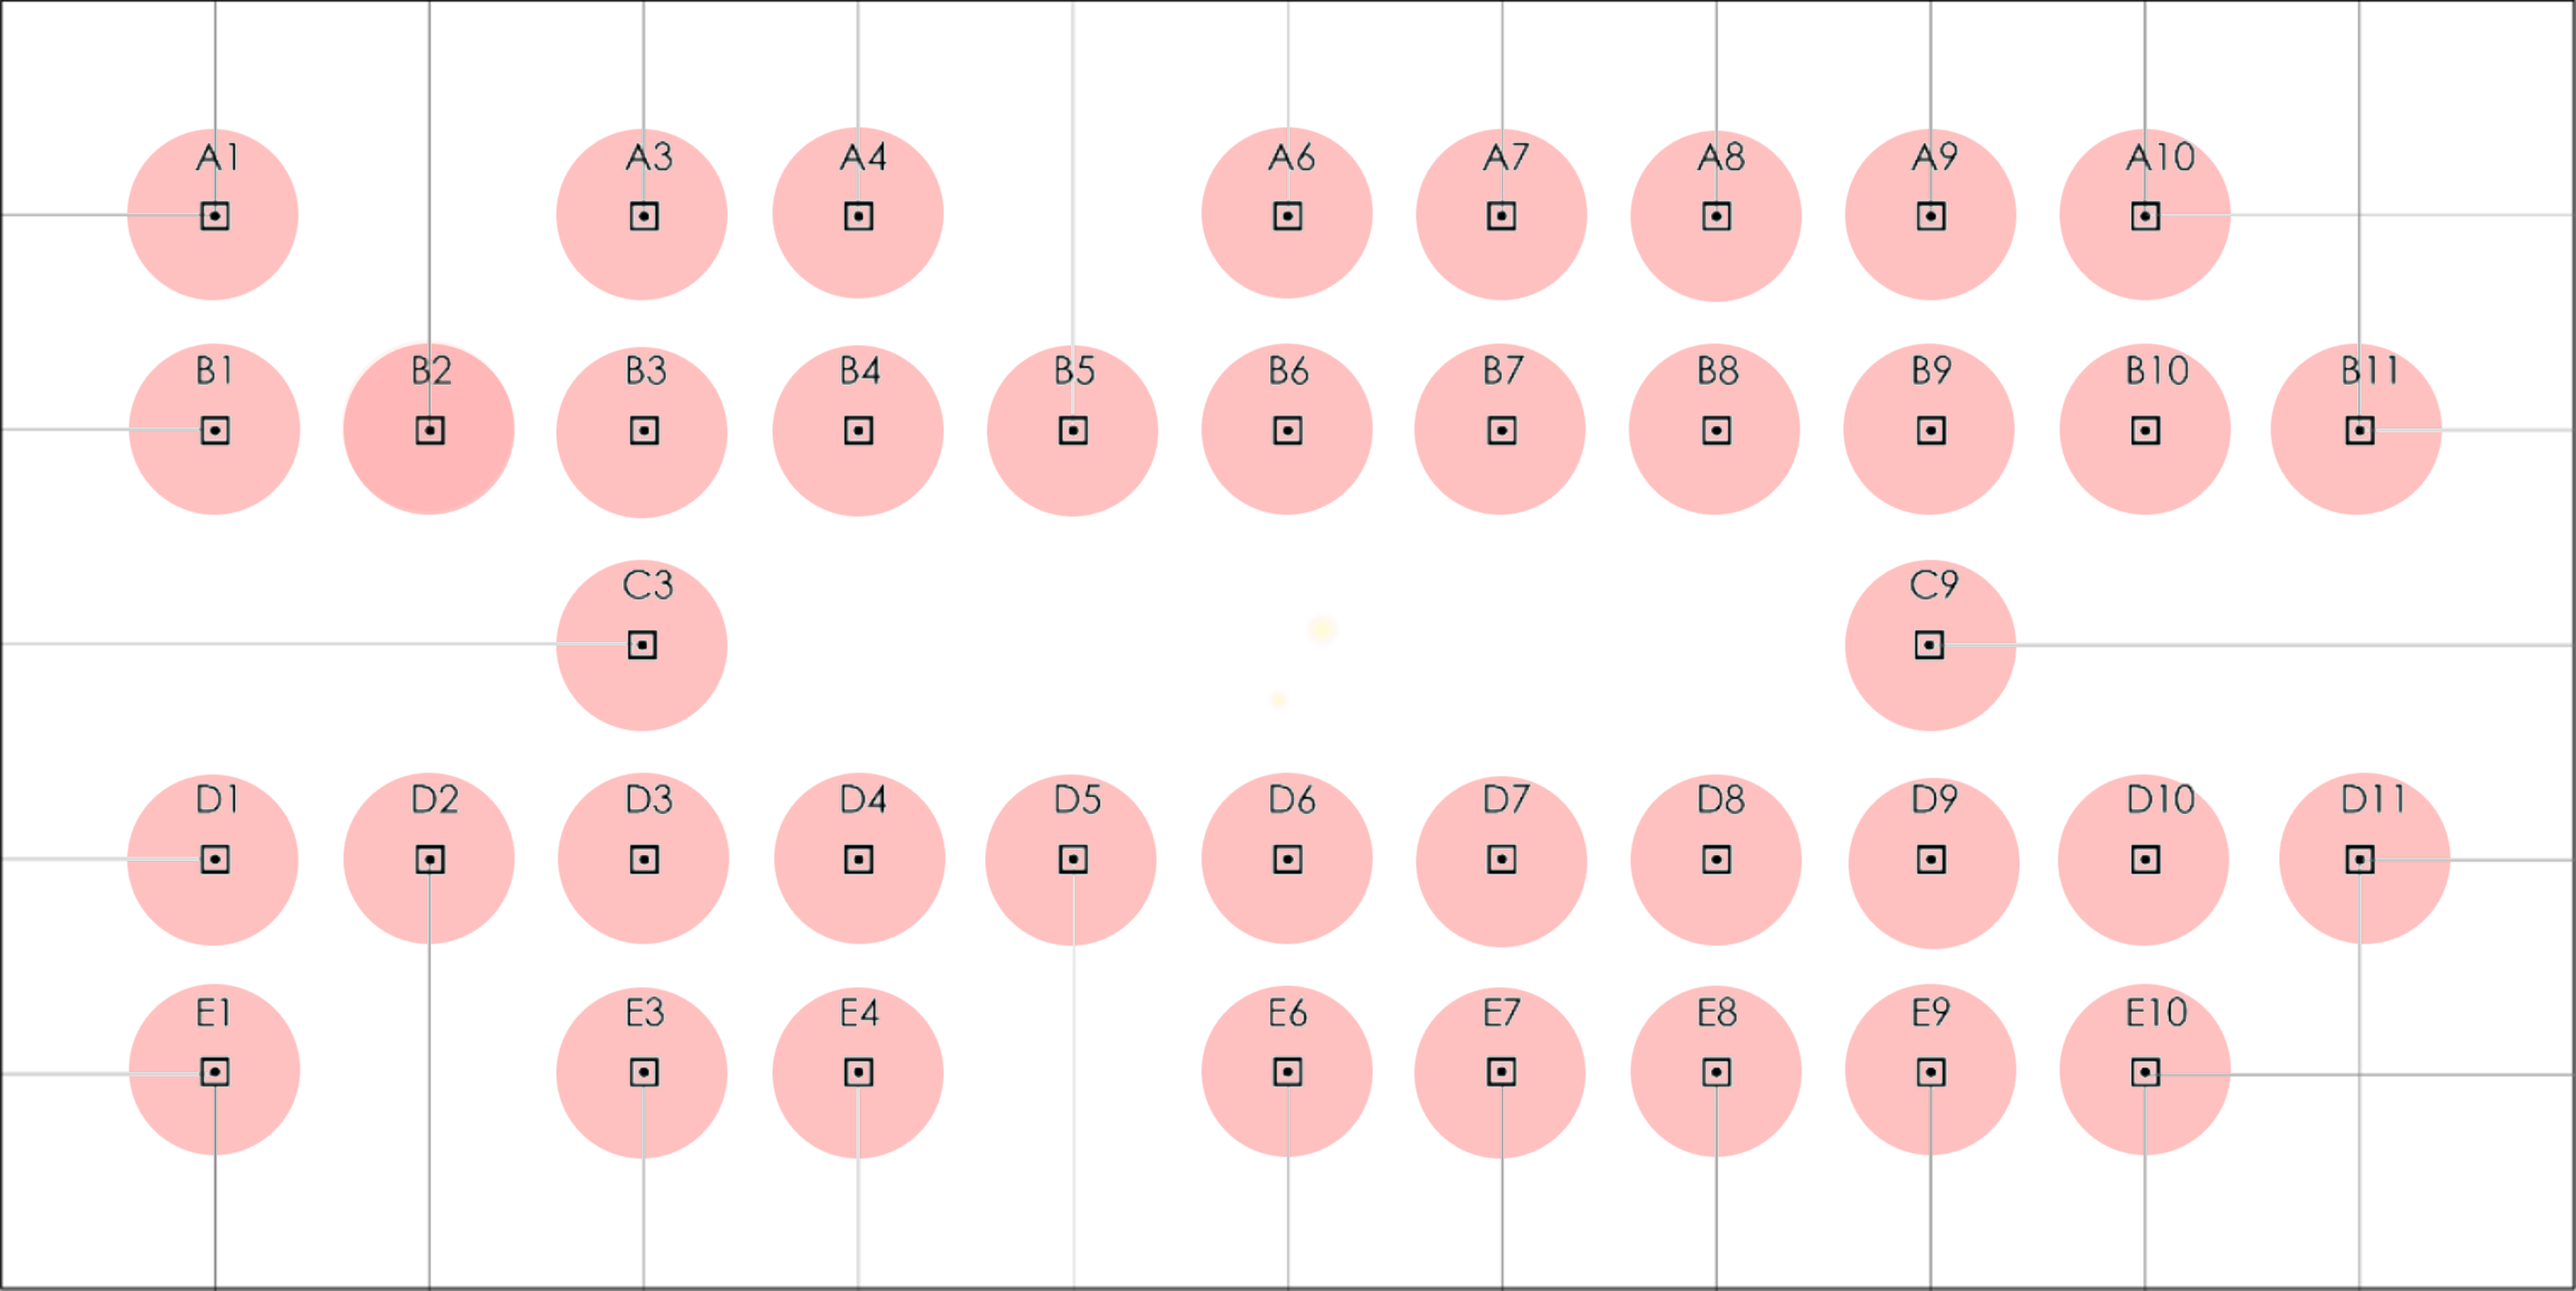 A1 A3 A4 A6 A7 A8 A9 A10
B1 B2 B3 B4 B5 B6 B7 B8 B9 B10 B11
C3 C9
D1 D2 D3 D4 D5 D6 D7 D8 D9 D10 D11
E1 E3 E4 E6 E7 E8 E9 E10